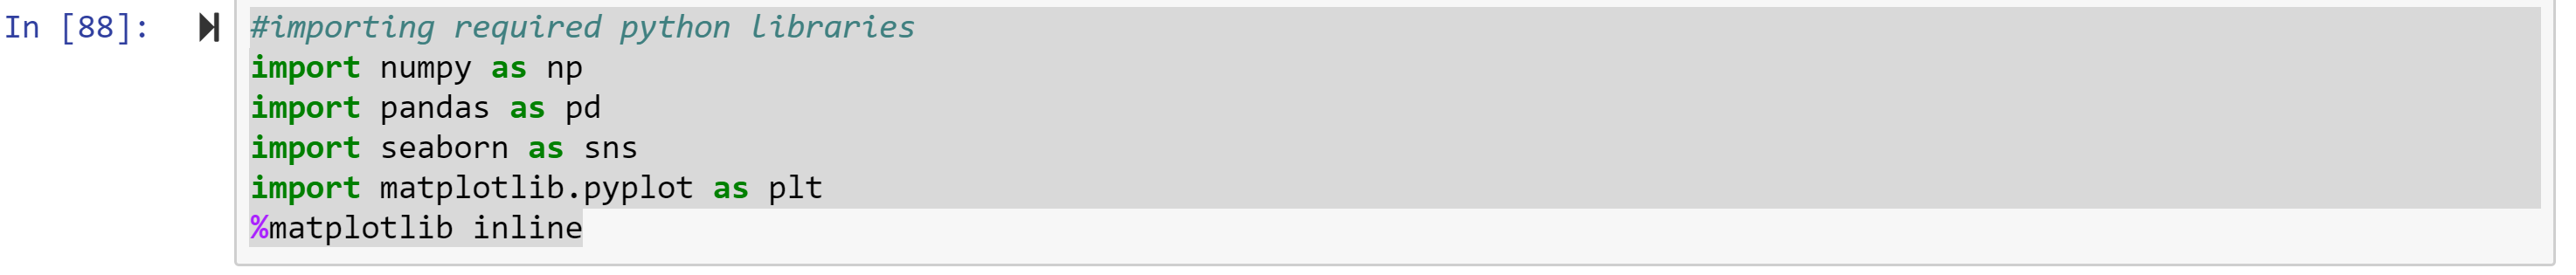 In [88]:
#importing required python libraries
import numpy as np
import pandas as pd
import seaborn as sns
import matplotlib.pyplot as plt
%matplotlib inline